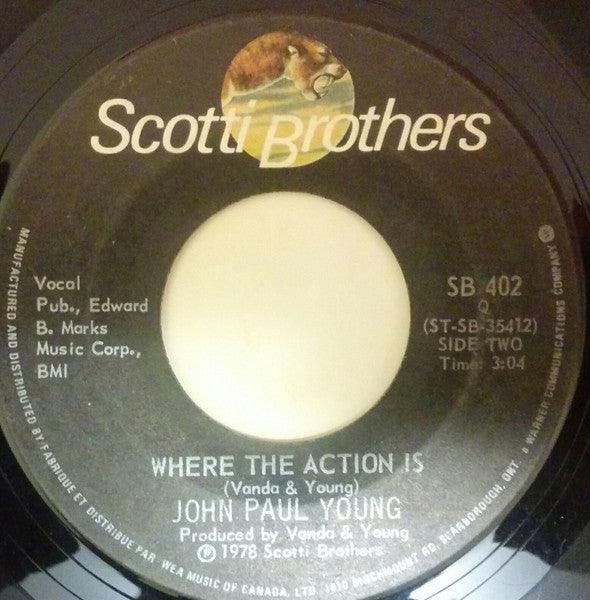 Scotti Brothers
Vocal
Pub., Edward
B. Marks
Music Corp.,
BMI
SB 402
(ST-SB-35412)
SIDE TWO
Time: 3:04
WHERE THE ACTION IS
(Vanda & Young)
JOHN PAUL YOUNG
Produced by Vanda & Young
Ⓟ 1978 Scotti Brothers
MANUFACTURED AND DISTRIBUTED BY/FABRIQUE ET DISTRIBUE PAR WEA MUSIC OF CANADA, LTD. 1810 BIRCHMOUNT RD. SCARBOROUGH, ONT. A WARNER COMMUNICATIONS COMPANY